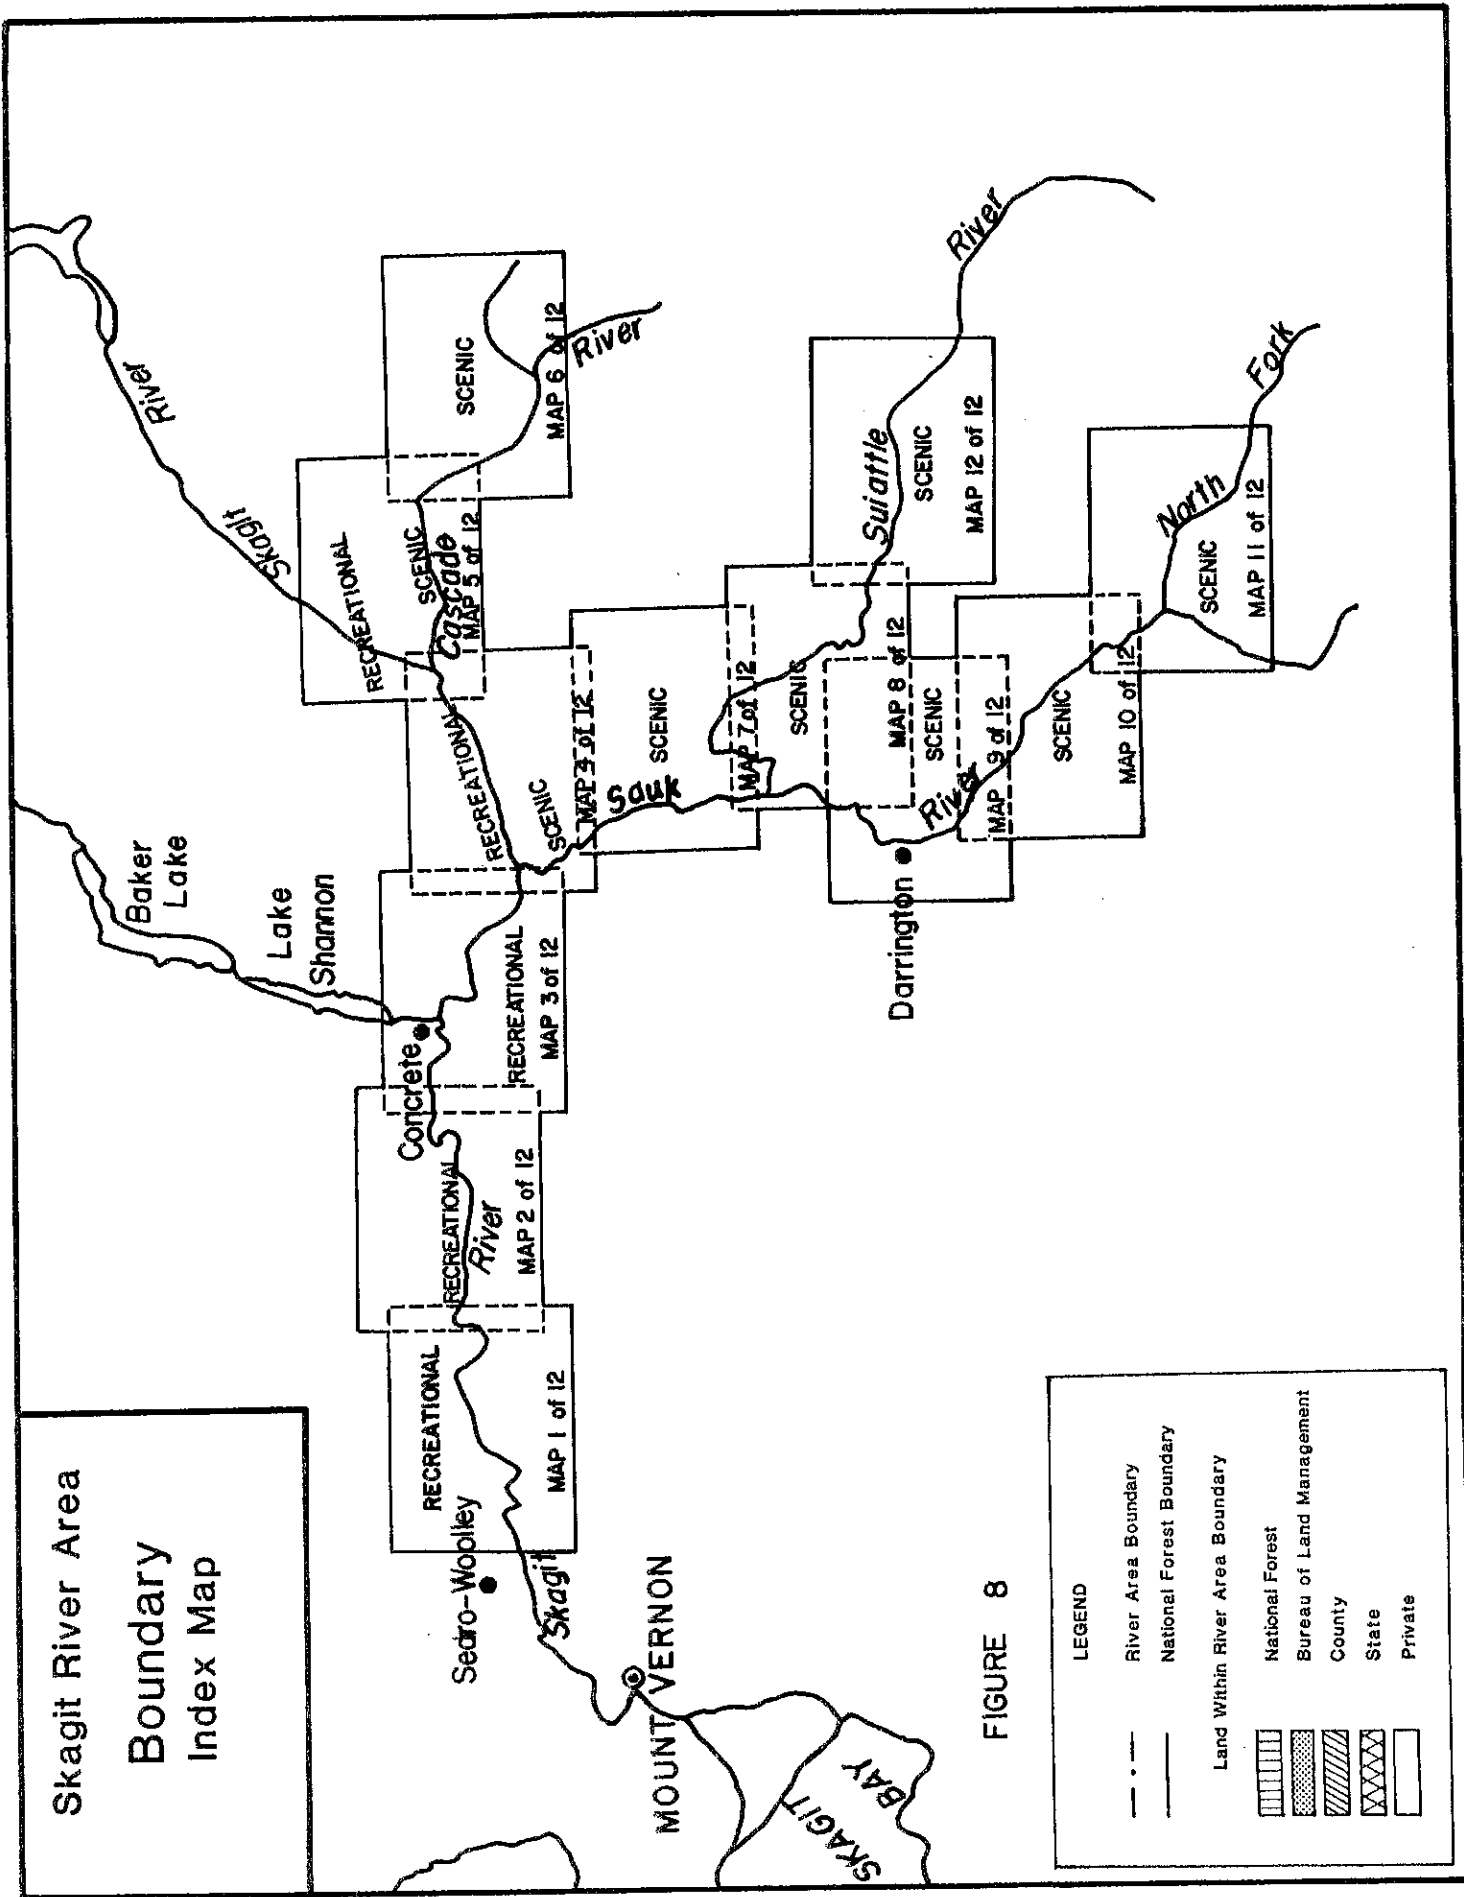 Skagit River Area
Boundary
Index Map
Baker
Lake
Lake
Shannon
Skagit
River
RECREATIONAL
RECREATIONAL
SCENIC
Cascade
MAP 5 of 12
SCENIC
MAP 6 of 12
River
Concrete
RECREATIONAL
MAP 1 of 12
RECREATIONAL
River
MAP 2 of 12
RECREATIONAL
MAP 3 of 12
RECREATIONAL
RECREATIONAL
SCENIC
MAP 4 of 12
Sedro-Woolley
Skagit
MOUNT VERNON
SKAGIT
BAY
Sauk
SCENIC
MAP 7 of 12
SCENIC
MAP 8 of 12
Suiattle
River
SCENIC
MAP 12 of 12
Darrington
River
SCENIC
MAP 9 of 12
SCENIC
MAP 10 of 12
North
Fork
SCENIC
MAP 11 of 12
FIGURE 8
LEGEND
River Area Boundary
National Forest Boundary
Land Within River Area Boundary
National Forest
Bureau of Land Management
County
State
Private